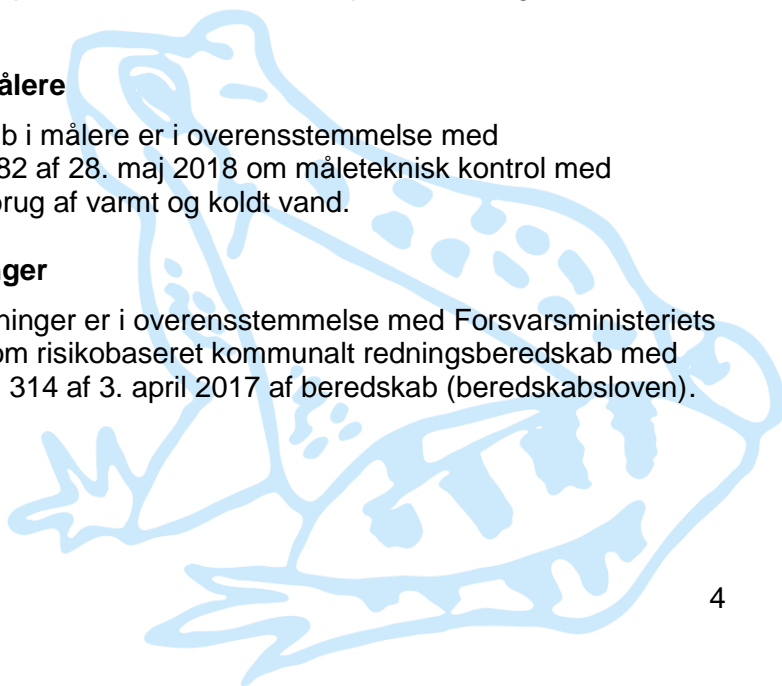 ålere
b i målere er i overensstemmelse med
82 af 28. maj 2018 om måleteknisk kontrol med
brug af varmt og koldt vand.
nger
ninger er i overensstemmelse med Forsvarsministeriets
om risikobaseret kommunalt redningsberedskab med
314 af 3. april 2017 af beredskab (beredskabsloven).
4